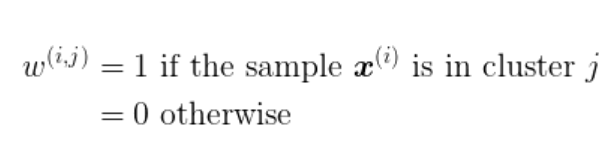 w^{(i,j)} = 1 if the sample x^{(i)} is in cluster j
= 0 otherwise